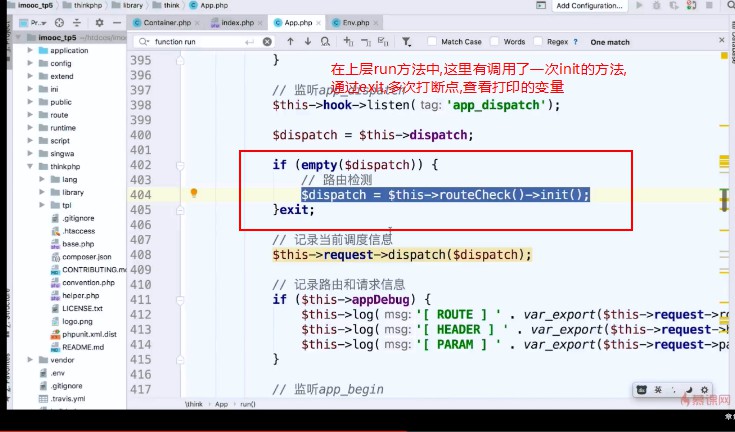 imooc_tp5
thinkphp
library
think
App.php
Add Configuration...
Container.php
index.php
App.php
Env.php
function run
Match Case
Words
Regex ?
One match
imooc_tp5
application
config
extend
ini
public
route
runtime
script
singwa
thinkphp
lang
library
tpl
.gitignore
.htaccess
base.php
composer.json
CONTRIBUTING.m
convention.php
helper.php
LICENSE.txt
logo.png
phpunit.xml.dist
README.md
vendor
.env
.gitignore
.travis.yml
在上层run方法中,这里有调用了一次init的方法,
通过exit,多次打断点,查看打印的变量
395 }
396
397 // 监听app_dispatch
398 $this->hook->listen( tag: 'app_dispatch');
399
400 $dispatch = $this->dispatch;
401
402 if (empty($dispatch)) {
403 // 路由检测
404 $dispatch = $this->routeCheck()->init();
405 }exit;
406
407 // 记录当前调度信息
408 $this->request->dispatch($dispatch);
409
410 // 记录路由和请求信息
411 if ($this->appDebug) {
412 $this->log( msg: '[ ROUTE ] ' . var_export($this->request->ro
413 $this->log( msg: '[ HEADER ] ' . var_export($this->request->h
414 $this->log( msg: '[ PARAM ] ' . var_export($this->request->pa
415 }
416
417 // 监听app_begin
\think › App › run()
英
慕课网